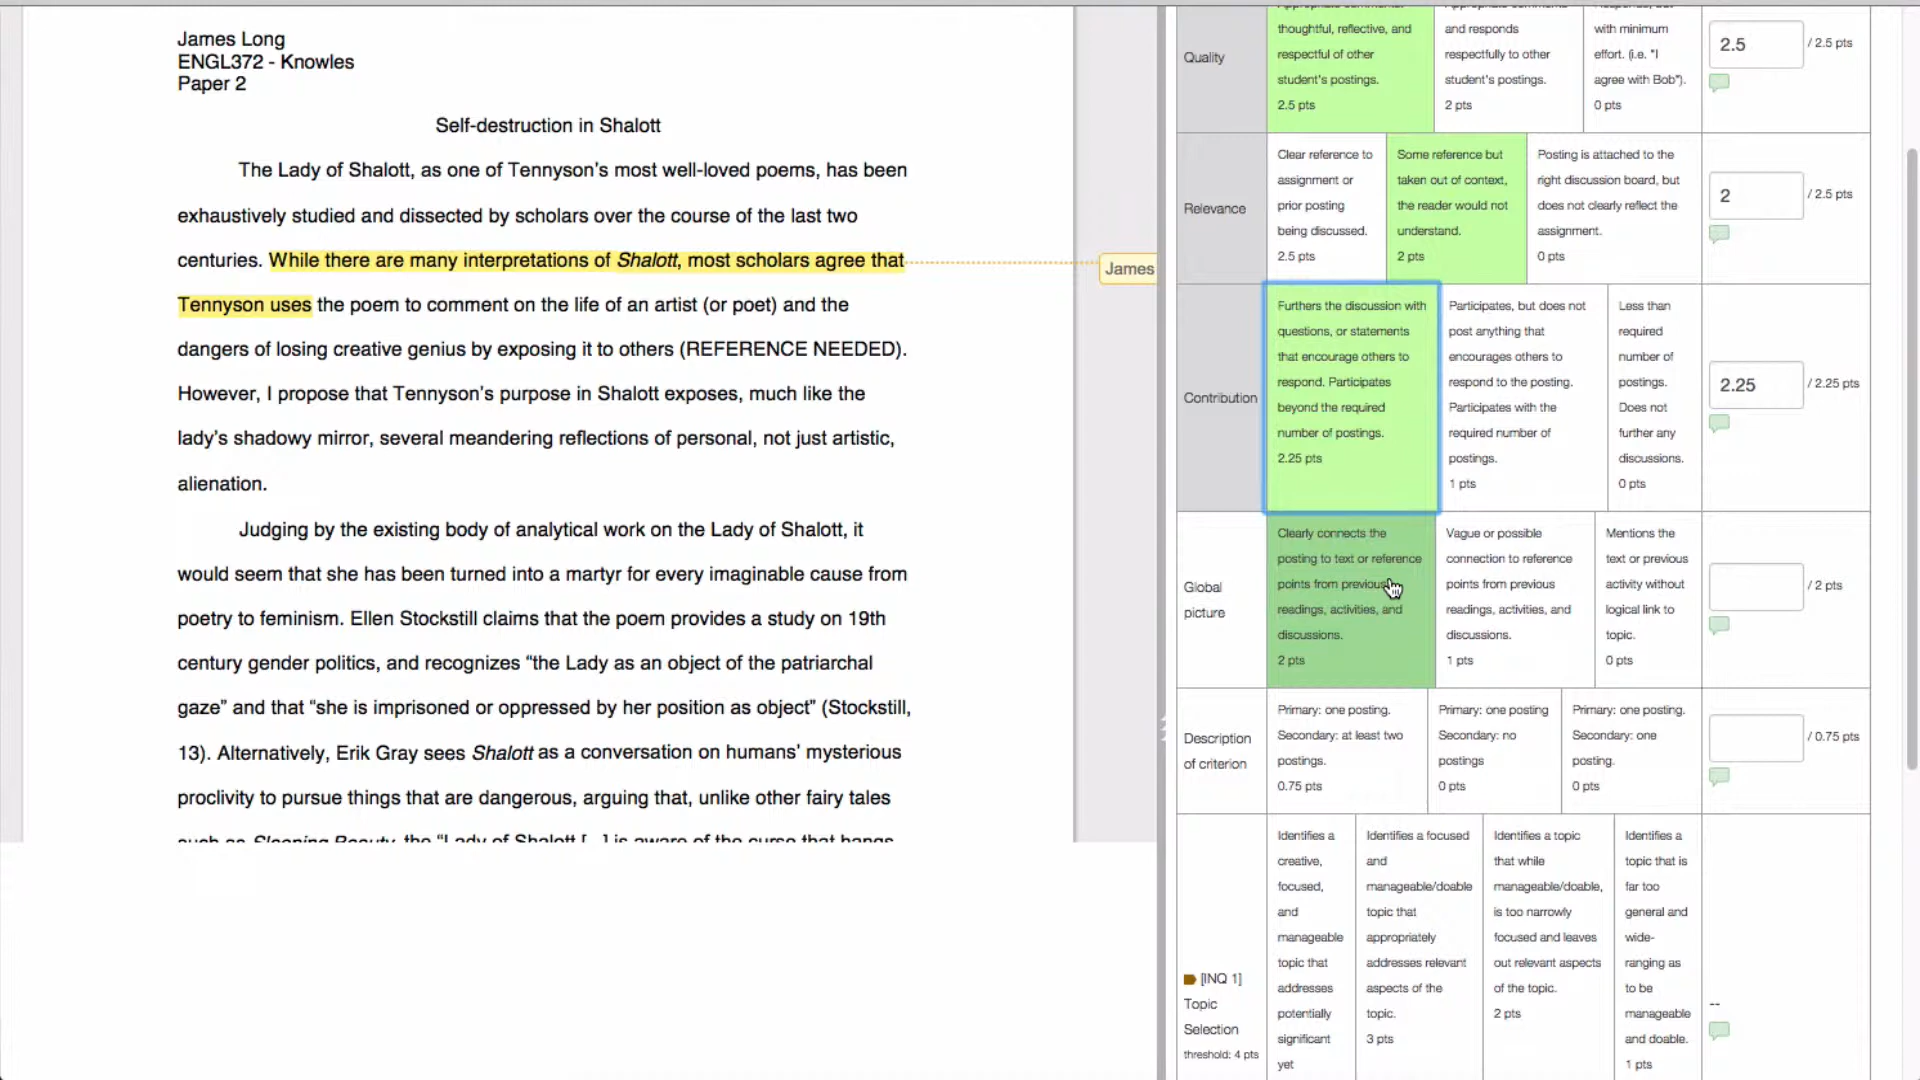 James Long
ENGL372 - Knowles
Paper 2
Self-destruction in Shalott
The Lady of Shalott, as one of Tennyson’s most well-loved poems, has been
exhaustively studied and dissected by scholars over the course of the last two
centuries. While there are many interpretations of Shalott, most scholars agree that
Tennyson uses the poem to comment on the life of an artist (or poet) and the
dangers of losing creative genius by exposing it to others (REFERENCE NEEDED).
However, I propose that Tennyson’s purpose in Shalott exposes, much like the
lady’s shadowy mirror, several meandering reflections of personal, not just artistic,
alienation.
Judging by the existing body of analytical work on the Lady of Shalott, it
would seem that she has been turned into a martyr for every imaginable cause from
poetry to feminism. Ellen Stockstill claims that the poem provides a study on 19th
century gender politics, and recognizes “the Lady as an object of the patriarchal
gaze” and that “she is imprisoned or oppressed by her position as object” (Stockstill,
13). Alternatively, Erik Gray sees Shalott as a conversation on humans’ mysterious
proclivity to pursue things that are dangerous, arguing that, unlike other fairy tales
such as Sleeping Beauty, the “Lady of Shalott [...] is aware of the curse that hangs
James
Quality
thoughtful, reflective, and
respectful of other
student's postings.
2.5 pts
and responds
respectfully to other
student's postings.
2 pts
with minimum
effort. (i.e. "I
agree with Bob").
0 pts
2.5
/ 2.5 pts
Relevance
Clear reference to
assignment or
prior posting
being discussed.
2.5 pts
Some reference but
taken out of context,
the reader would not
understand.
2 pts
Posting is attached to the
right discussion board, but
does not clearly reflect the
assignment.
0 pts
2
/ 2.5 pts
Contribution
Furthers the discussion with
questions, or statements
that encourage others to
respond. Participates
beyond the required
number of postings.
2.25 pts
Participates, but does not
post anything that
encourages others to
respond to the posting.
Participates with the
required number of
postings.
1 pts
Less than
required
number of
postings.
Does not
further any
discussions.
0 pts
2.25
/ 2.25 pts
Global
picture
Clearly connects the
posting to text or reference
points from previous
readings, activities, and
discussions.
2 pts
Vague or possible
connection to reference
points from previous
readings, activities, and
discussions.
1 pts
Mentions the
text or previous
activity without
logical link to
topic.
0 pts
/ 2 pts
Description
of criterion
Primary: one posting.
Secondary: at least two
postings.
0.75 pts
Primary: one posting
Secondary: no
postings
0 pts
Primary: one posting.
Secondary: one
posting.
0 pts
/ 0.75 pts
[INQ 1]
Topic
Selection
threshold: 4 pts
Identifies a
creative,
focused,
and
manageable
topic that
addresses
potentially
significant
yet
Identifies a focused
and
manageable/doable
topic that
appropriately
addresses relevant
aspects of the
topic.
3 pts
Identifies a topic
that while
manageable/doable,
is too narrowly
focused and leaves
out relevant aspects
of the topic.
2 pts
Identifies a
topic that is
far too
general and
wide-
ranging as
to be
manageable
and doable.
1 pts
--